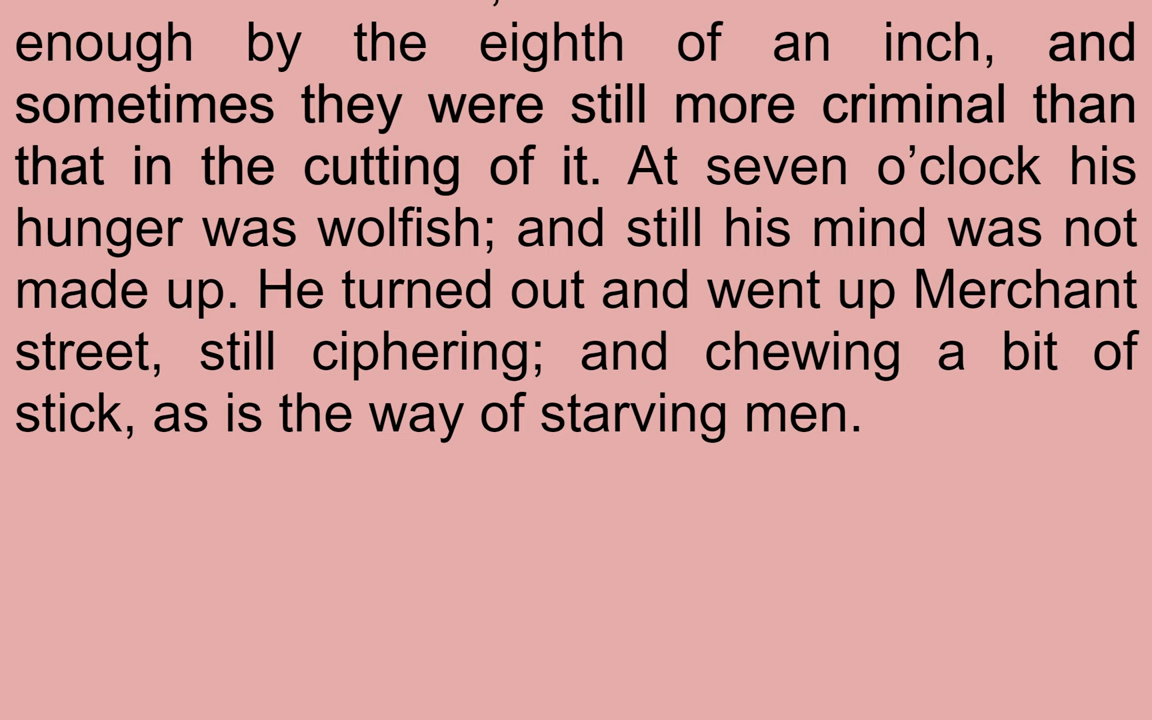 enough by the eighth of an inch, and
sometimes they were still more criminal than
that in the cutting of it. At seven o’clock his
hunger was wolfish; and still his mind was not
made up. He turned out and went up Merchant
street, still ciphering; and chewing a bit of
stick, as is the way of starving men.